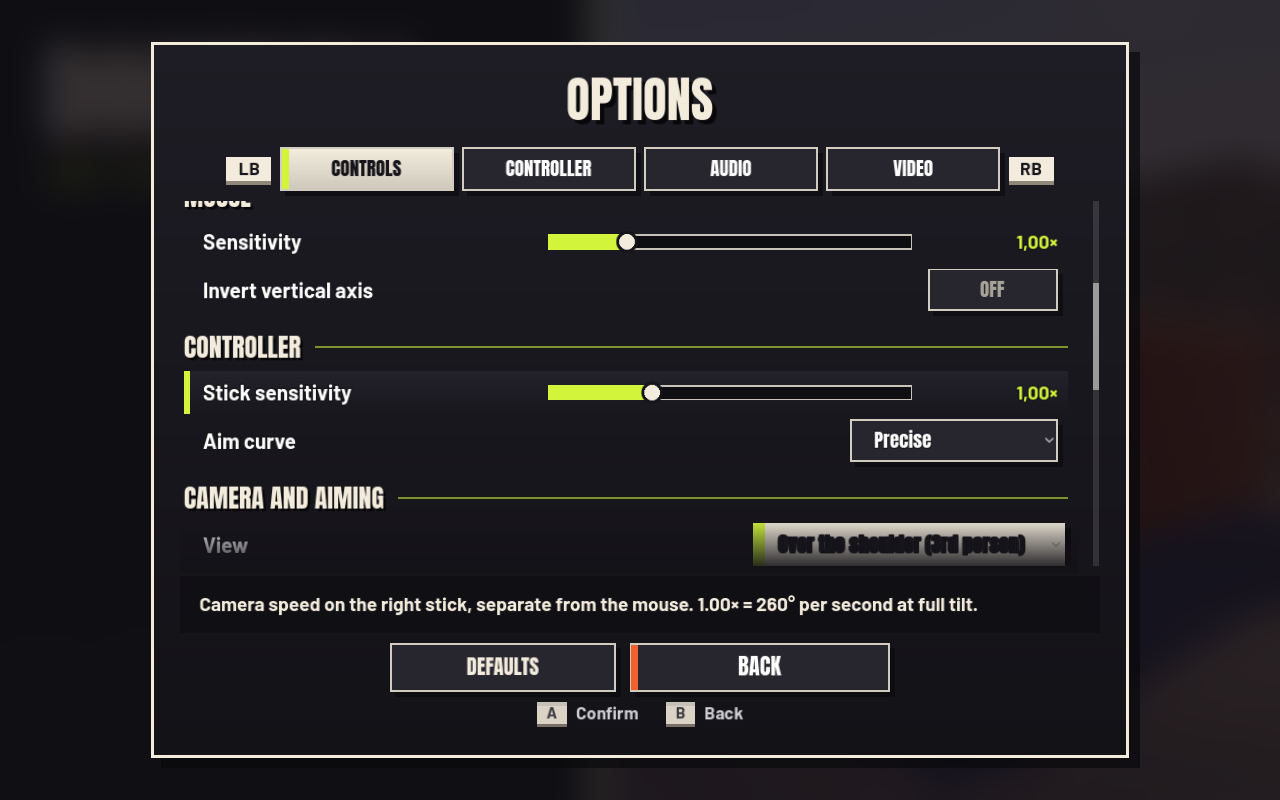 OPTIONS
LB CONTROLS CONTROLLER AUDIO VIDEO RB
MOUSE
Sensitivity 1,00×
Invert vertical axis OFF
CONTROLLER
Stick sensitivity 1,00×
Aim curve Precise
CAMERA AND AIMING
View Over the shoulder (3rd person)
Camera speed on the right stick, separate from the mouse. 1.00× = 260° per second at full tilt.
DEFAULTS BACK
A Confirm B Back